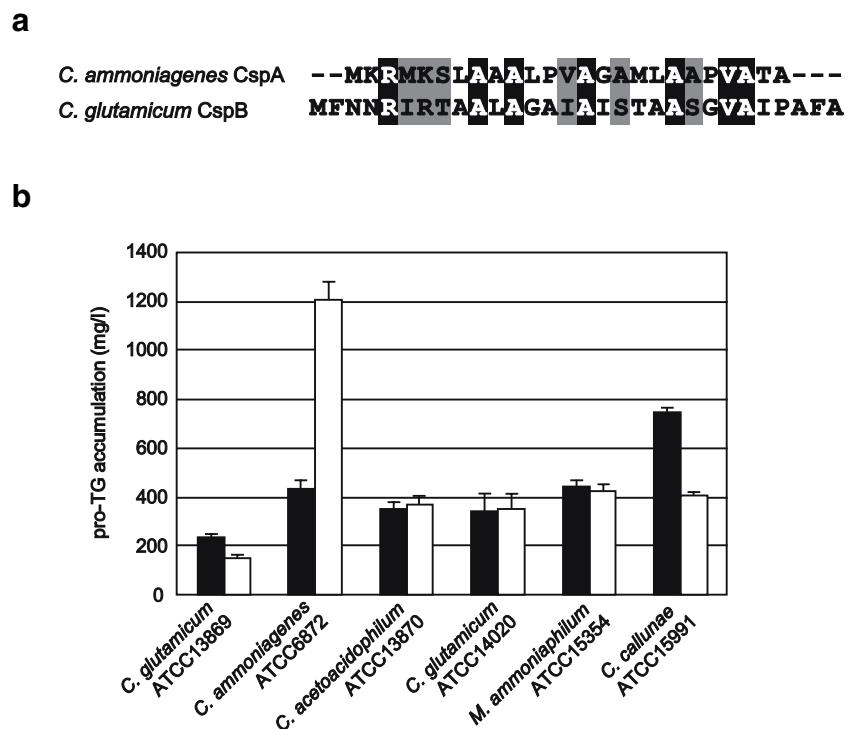 a
C. ammoniagenes CspA --MKRMKSLAAALPVAGAMLAAPVATA---
C. glutamicum CspB MFNNRIRTAALAGAIAISTAASGVAIPAFA
b
pro-TG accumulation (mg/l)
1400
1200
1000
800
600
400
200
0
C. glutamicum
ATCC13869
C. ammoniagenes
ATCC6872
C. acetoacidophilum
ATCC13870
C. glutamicum
ATCC14020
M. ammoniaphilum
ATCC15354
C. callunae
ATCC15991